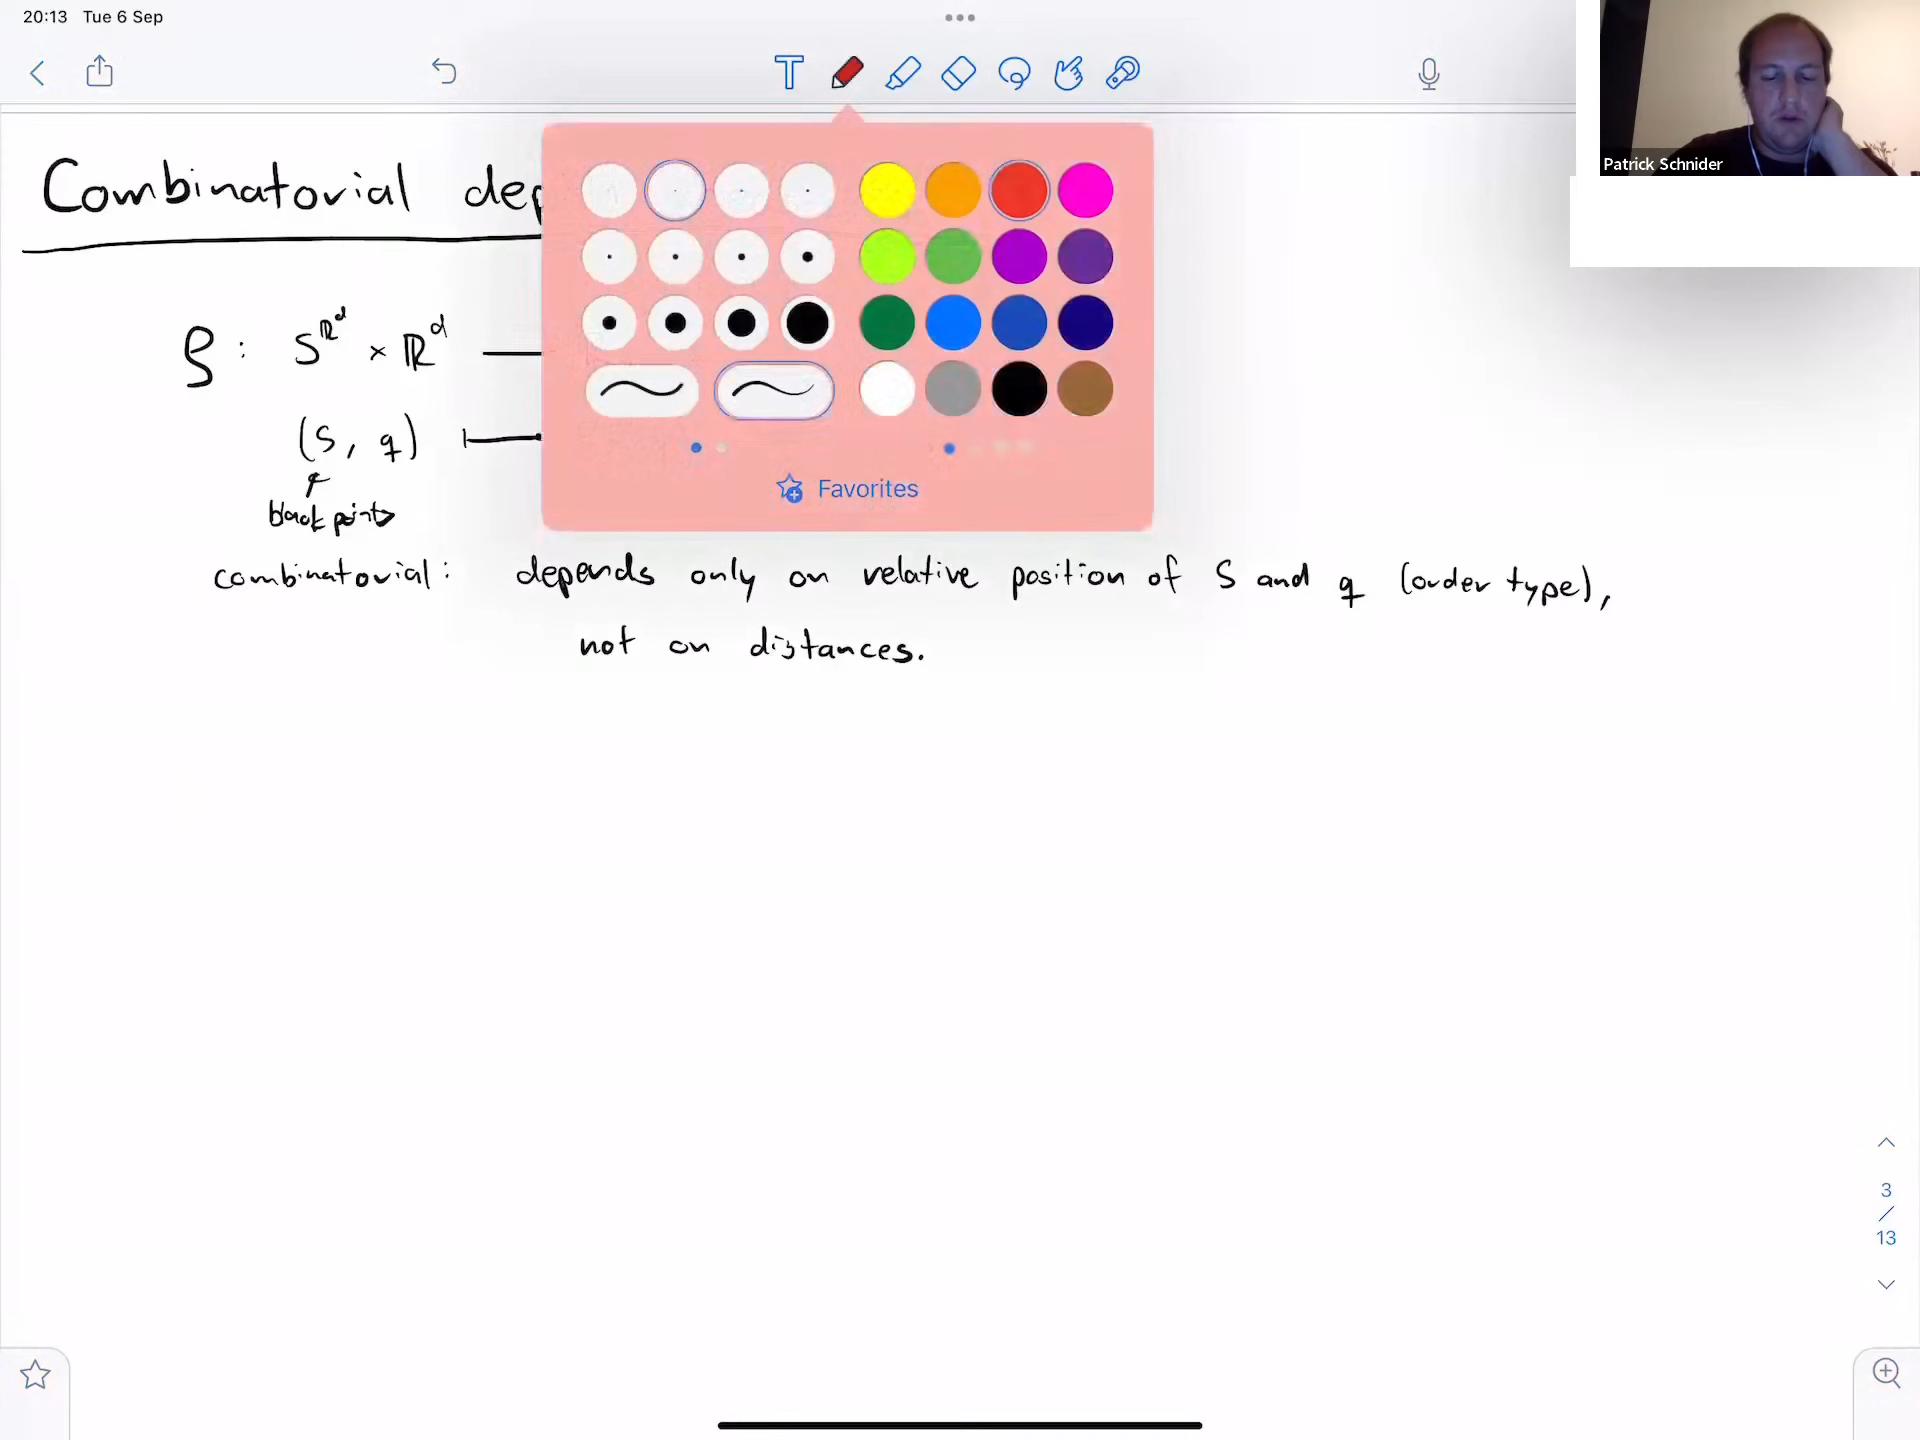 20:13 Tue 6 Sep
Patrick Schnider
Combinatorial dep
ϱ : S^ℝ^d × ℝ^d
(S, q)
black points
Favorites
combinatorial: depends only on relative position of S and q (order type),
not on distances.
3
/
13